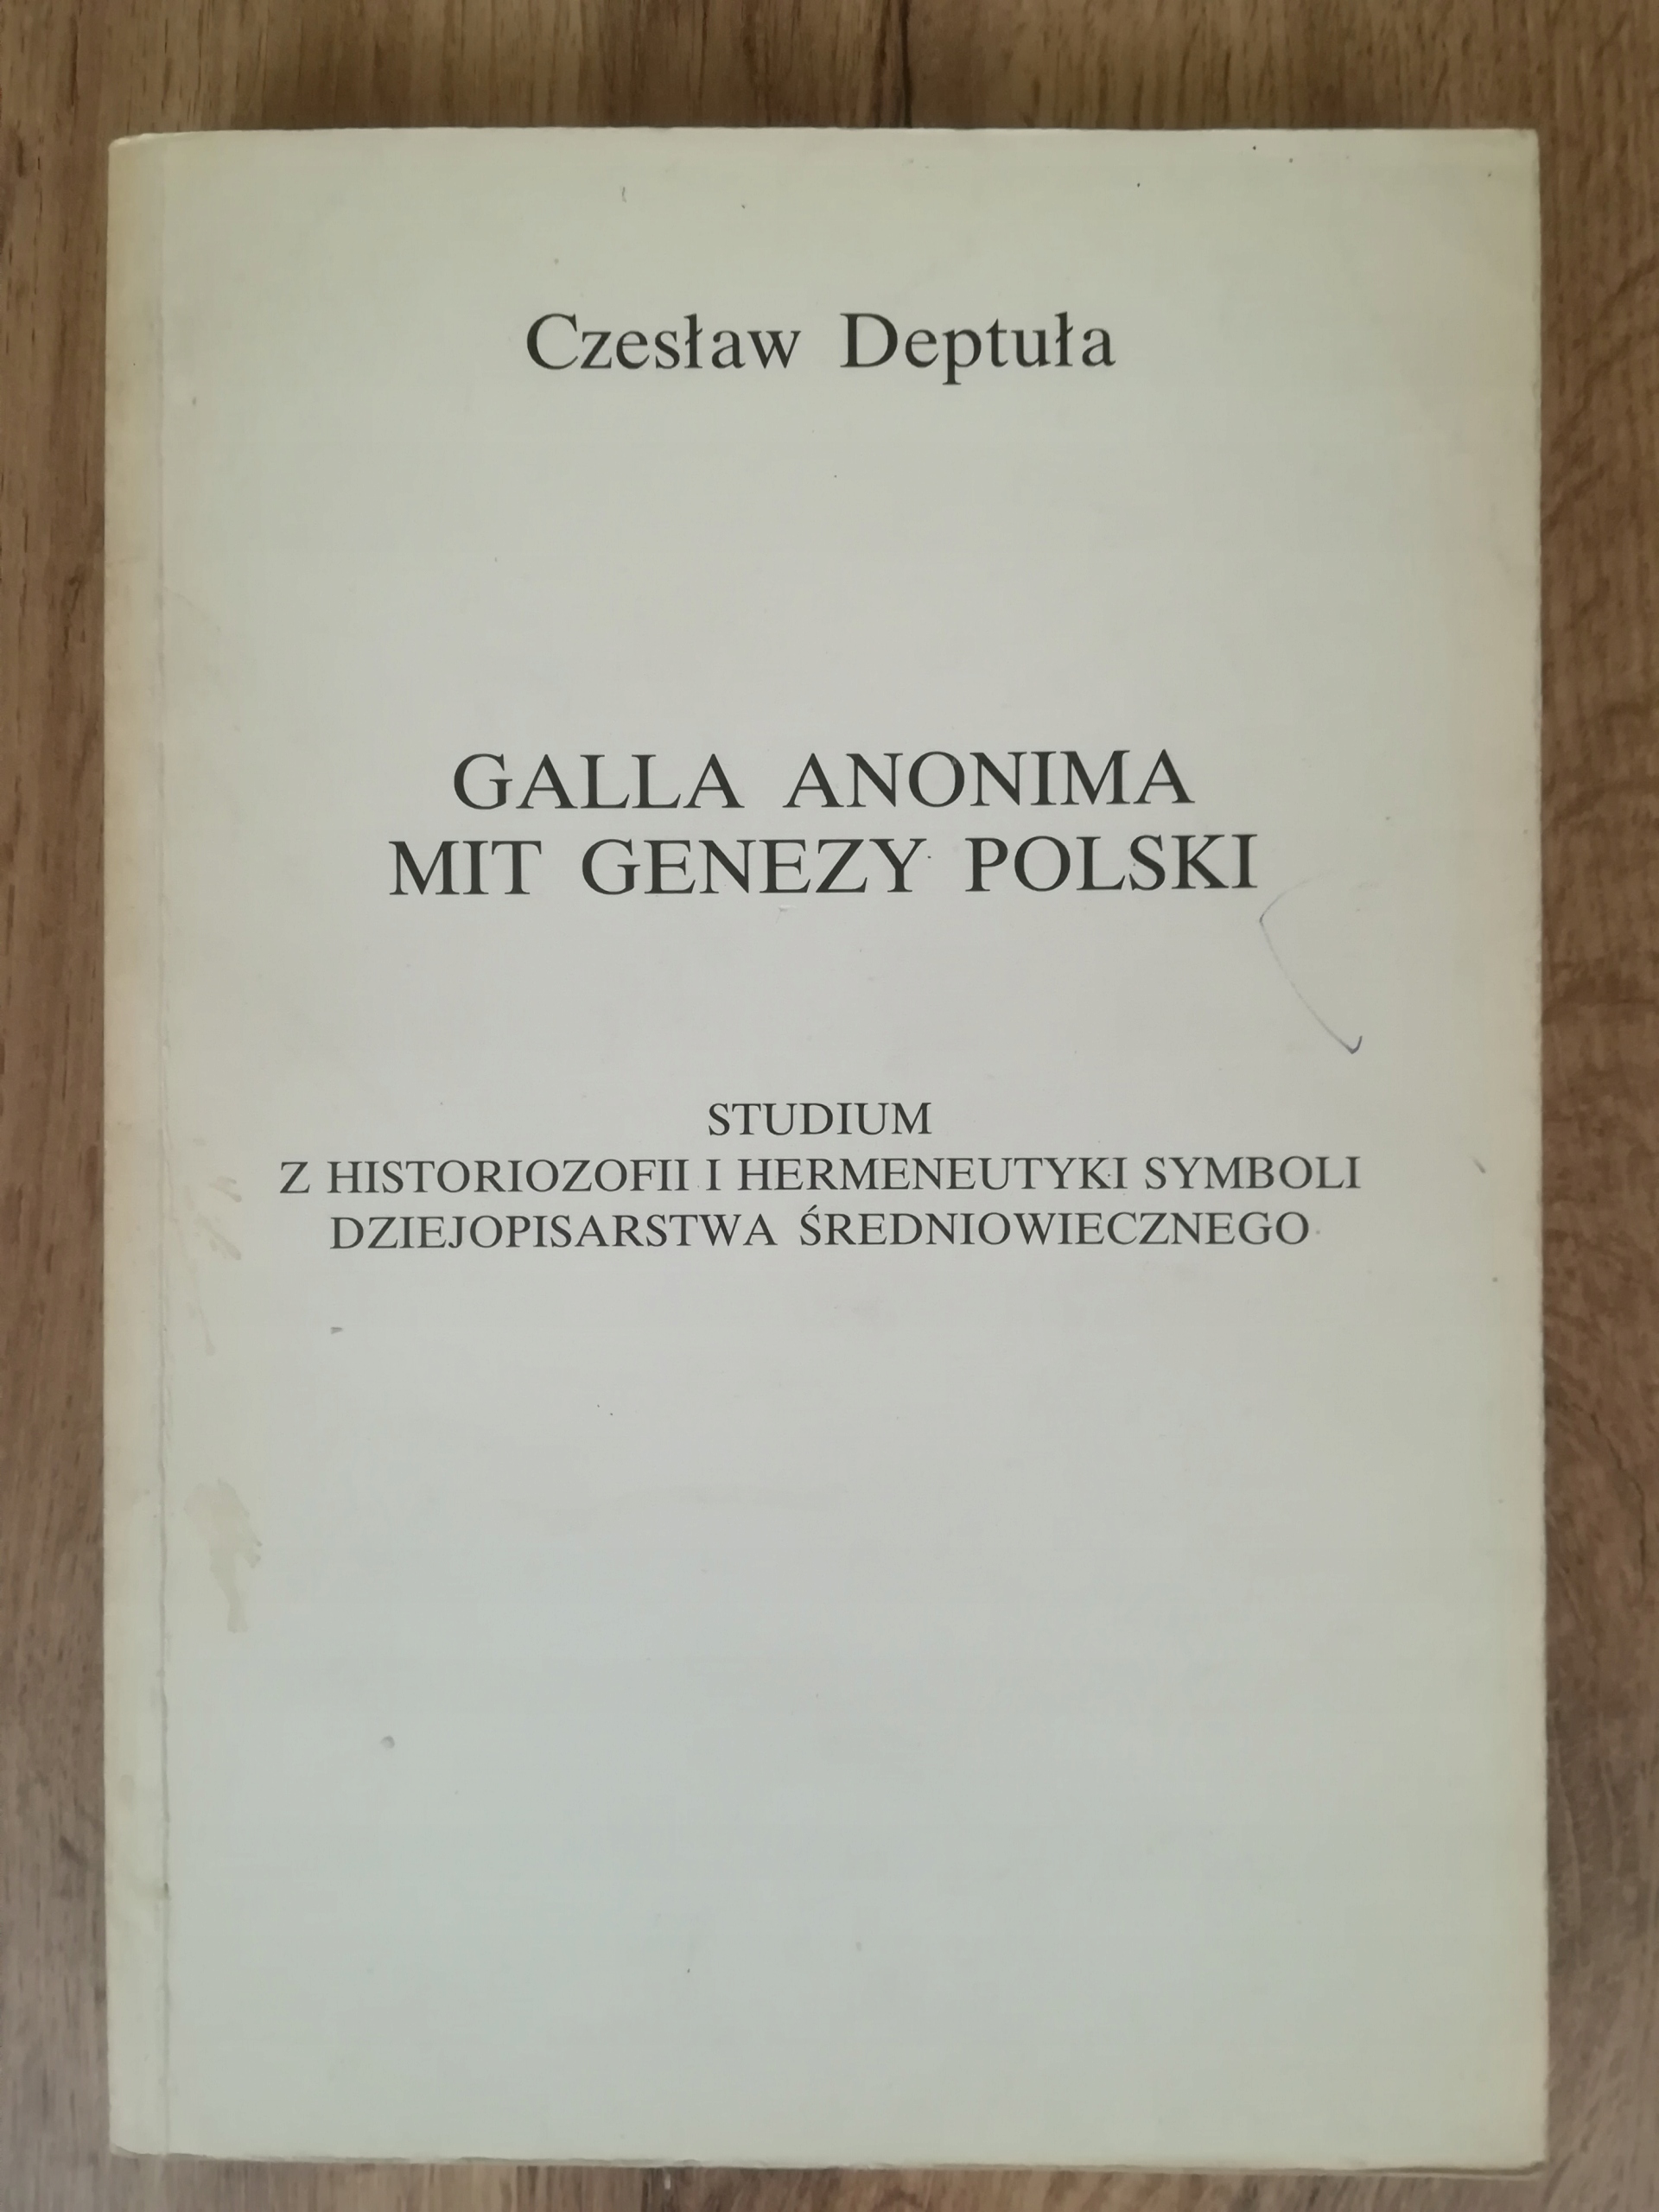 Czesław Deptuła
GALLA ANONIMA
MIT GENEZY POLSKI
STUDIUM
Z HISTORIOZOFII I HERMENEUTYKI SYMBOLI
DZIEJOPISARSTWA ŚREDNIOWIECZNEGO